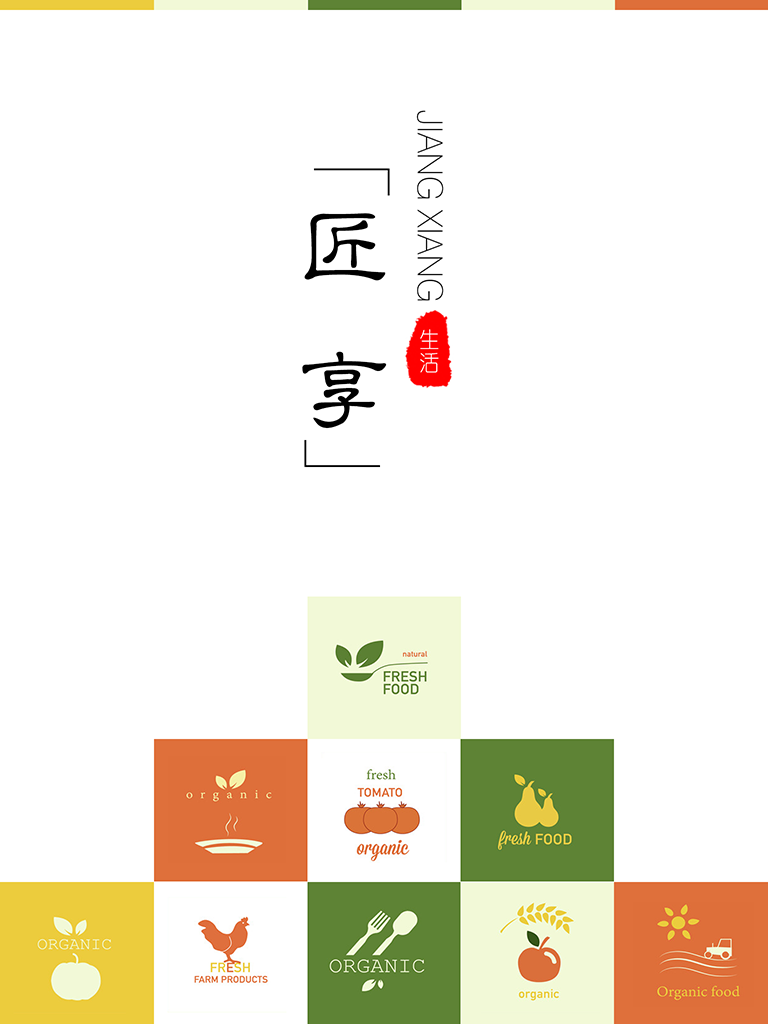 匠享
JIANG XIANG
生活
natural
FRESH
FOOD
organic
fresh
TOMATO
organic
fresh FOOD
ORGANIC
FRESH
FARM PRODUCTS
ORGANIC
organic
Organic food